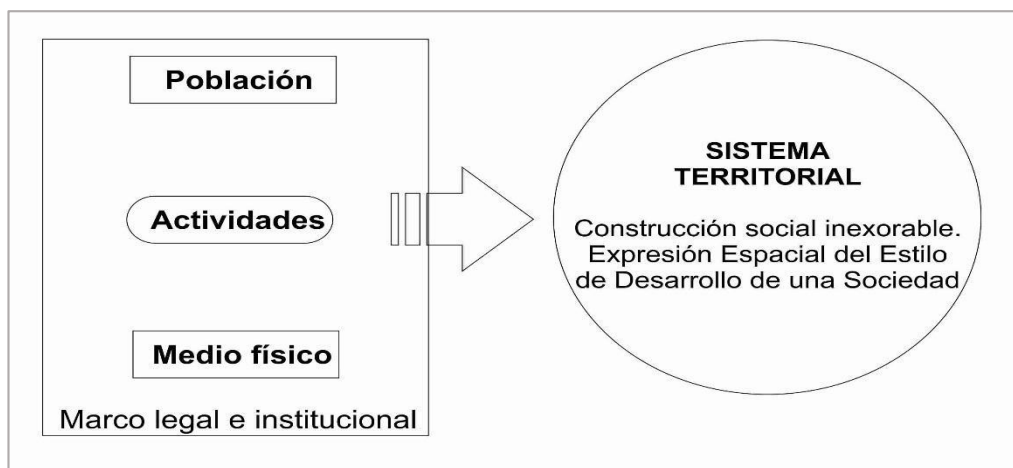 Población
Actividades
Medio físico
Marco legal e institucional
SISTEMA
TERRITORIAL
Construcción social inexorable.
Expresión Espacial del Estilo
de Desarrollo de una Sociedad